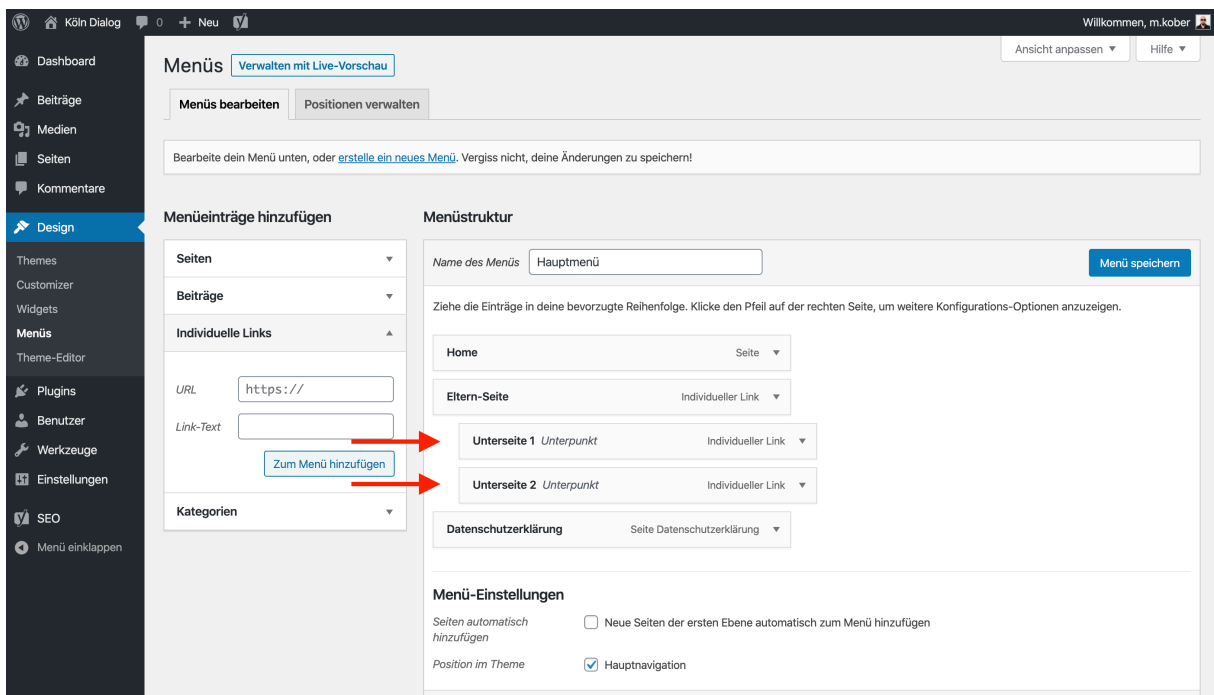 Köln Dialog 0 + Neu Willkommen, m.kober
Ansicht anpassen ▼ Hilfe ▼
Dashboard
Beiträge
Medien
Seiten
Kommentare
Design
Themes
Customizer
Widgets
Menüs
Theme-Editor
Plugins
Benutzer
Werkzeuge
Einstellungen
SEO
Menü einklappen
Menüs Verwalten mit Live-Vorschau
Menüs bearbeiten Positionen verwalten
Bearbeite dein Menü unten, oder erstelle ein neues Menü. Vergiss nicht, deine Änderungen zu speichern!
Menüeinträge hinzufügen
Seiten ▼
Beiträge ▼
Individuelle Links ▲
URL https://
Link-Text
Zum Menü hinzufügen
Kategorien ▼
Menüstruktur
Name des Menüs Hauptmenü Menü speichern
Ziehe die Einträge in deine bevorzugte Reihenfolge. Klicke den Pfeil auf der rechten Seite, um weitere Konfigurations-Optionen anzuzeigen.
Home Seite ▼
Eltern-Seite Individueller Link ▼
Unterseite 1 Unterpunkt Individueller Link ▼
Unterseite 2 Unterpunkt Individueller Link ▼
Datenschutzerklärung Seite Datenschutzerklärung ▼
Menü-Einstellungen
Seiten automatisch
hinzufügen
Neue Seiten der ersten Ebene automatisch zum Menü hinzufügen
Position im Theme Hauptnavigation